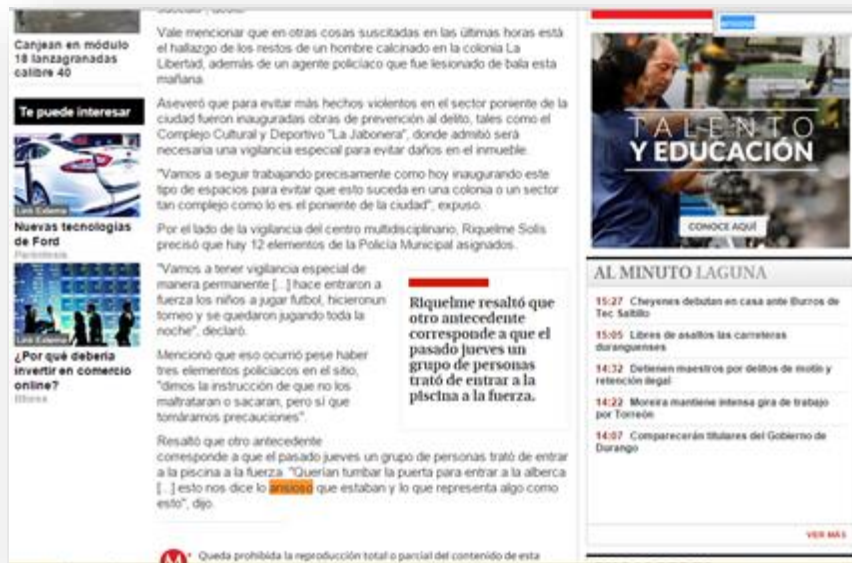 Canjean en módulo
18 lanzagranadas
calibre 40
Te puede interesar
Link Externo
Nuevas tecnologías
de Ford
Link Externo
¿Por qué debería
invertir en comercio
online?
Vale mencionar que en otras cosas suscitadas en las últimas horas está
el hallazgo de los restos de un hombre calcinado en la colonia La
Libertad, además de un agente policíaco que fue lesionado de bala esta
mañana.
Aseveró que para evitar más hechos violentos en el sector poniente de la
ciudad fueron inauguradas obras de prevención al delito, tales como el
Complejo Cultural y Deportivo "La Jabonera", donde admitió será
necesaria una vigilancia especial para evitar daños en el inmueble.
"Vamos a seguir trabajando precisamente como hoy inaugurando este
tipo de espacios para evitar que esto suceda en una colonia o un sector
tan complejo como lo es el poniente de la ciudad", expuso.
Por el lado de la vigilancia del centro multidisciplinario, Riquelme Solís
precisó que hay 12 elementos de la Policía Municipal asignados.
"Vamos a tener vigilancia especial de
manera permanente [...] hace entraron a
fuerza los niños a jugar futbol, hicieronun
torneo y se quedaron jugando toda la
noche", declaró.
Mencionó que eso ocurrió pese haber
tres elementos policiacos en el sitio,
"dimos la instrucción de que no los
maltrataran o sacaran, pero sí que
tomáramos precauciones".
Riquelme resaltó que
otro antecedente
corresponde a que el
pasado jueves un
grupo de personas
trató de entrar a la
piscina a la fuerza.
Resaltó que otro antecedente
corresponde a que el pasado jueves un grupo de personas trató de entrar
a la piscina a la fuerza. "Querían tumbar la puerta para entrar a la alberca
[...] esto nos dice lo ansioso que estaban y lo que representa algo como
esto", dijo.
Queda prohibida la reproducción total o parcial del contenido de esta
ansioso
TALENTO
Y EDUCACIÓN
CONOCE AQUÍ
AL MINUTO LAGUNA
15:27 Cheyenes debutan en casa ante Burros de
Tec Saltillo
15:05 Libres de asaltos las carreteras
duranguenses
14:32 Detienen maestros por delitos de motín y
retención ilegal
14:22 Moreira mantiene intensa gira de trabajo
por Torreón
14:07 Comparecerán titulares del Gobierno de
Durango
VER MÁS